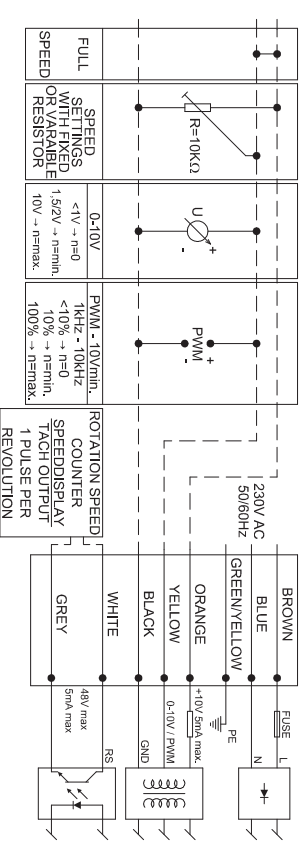 FULL
SPEED
SPEED
SETTINGS
WITH FIXED
OR VARAIBLE
RESISTOR
R=10KΩ
0-10V
<1V → n=0
1,5/2V → n=min.
10V → n=max.
U
+
-
PWM - 10Vmin.
1kHz - 10kHz
<10% → n=0
10% → n=min.
100% → n=max.
+
PWM
-
ROTATION SPEED
COUNTER
SPEEDDISPLAY
TACH OUTPUT
1 PULSE PER
REVOLUTION
230V AC
50/60Hz
BROWN
BLUE
GREEN/YELLOW
ORANGE
YELLOW
BLACK
WHITE
GREY
FUSE
L
N
PE
+10V 5mA max.
0-10V / PWM
GND
RS
48V max
5mA max